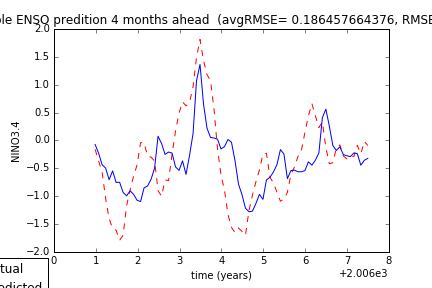 ENSO predition 4 months ahead (avgRMSE= 0.186457664376, RMSE
2.0
1.5
1.0
0.5
0.0
−0.5
−1.0
−1.5
−2.0
NINO3.4
0 1 2 3 4 5 6 7 8
time (years)
+2.006e3
tual
edicted